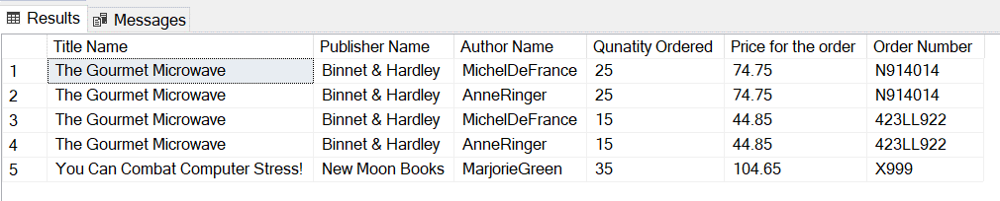 Results Messages
Title Name Publisher Name Author Name Qunatity Ordered Price for the order Order Number
1 The Gourmet Microwave Binnet & Hardley MichelDeFrance 25 74.75 N914014
2 The Gourmet Microwave Binnet & Hardley AnneRinger 25 74.75 N914014
3 The Gourmet Microwave Binnet & Hardley MichelDeFrance 15 44.85 423LL922
4 The Gourmet Microwave Binnet & Hardley AnneRinger 15 44.85 423LL922
5 You Can Combat Computer Stress! New Moon Books MarjorieGreen 35 104.65 X999